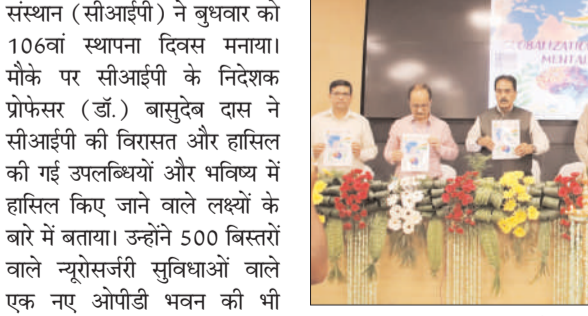 संस्थान (सीआईपी) ने बुधवार को
106वां स्थापना दिवस मनाया।
मौके पर सीआईपी के निदेशक
प्रोफेसर (डॉ.) बासुदेब दास ने
सीआईपी की विरासत और हासिल
की गई उपलब्धियों और भविष्य में
हासिल किए जाने वाले लक्ष्यों के
बारे में बताया। उन्होंने 500 बिस्तरों
वाले न्यूरोसर्जरी सुविधाओं वाले
एक नए ओपीडी भवन की भी
MENTAL